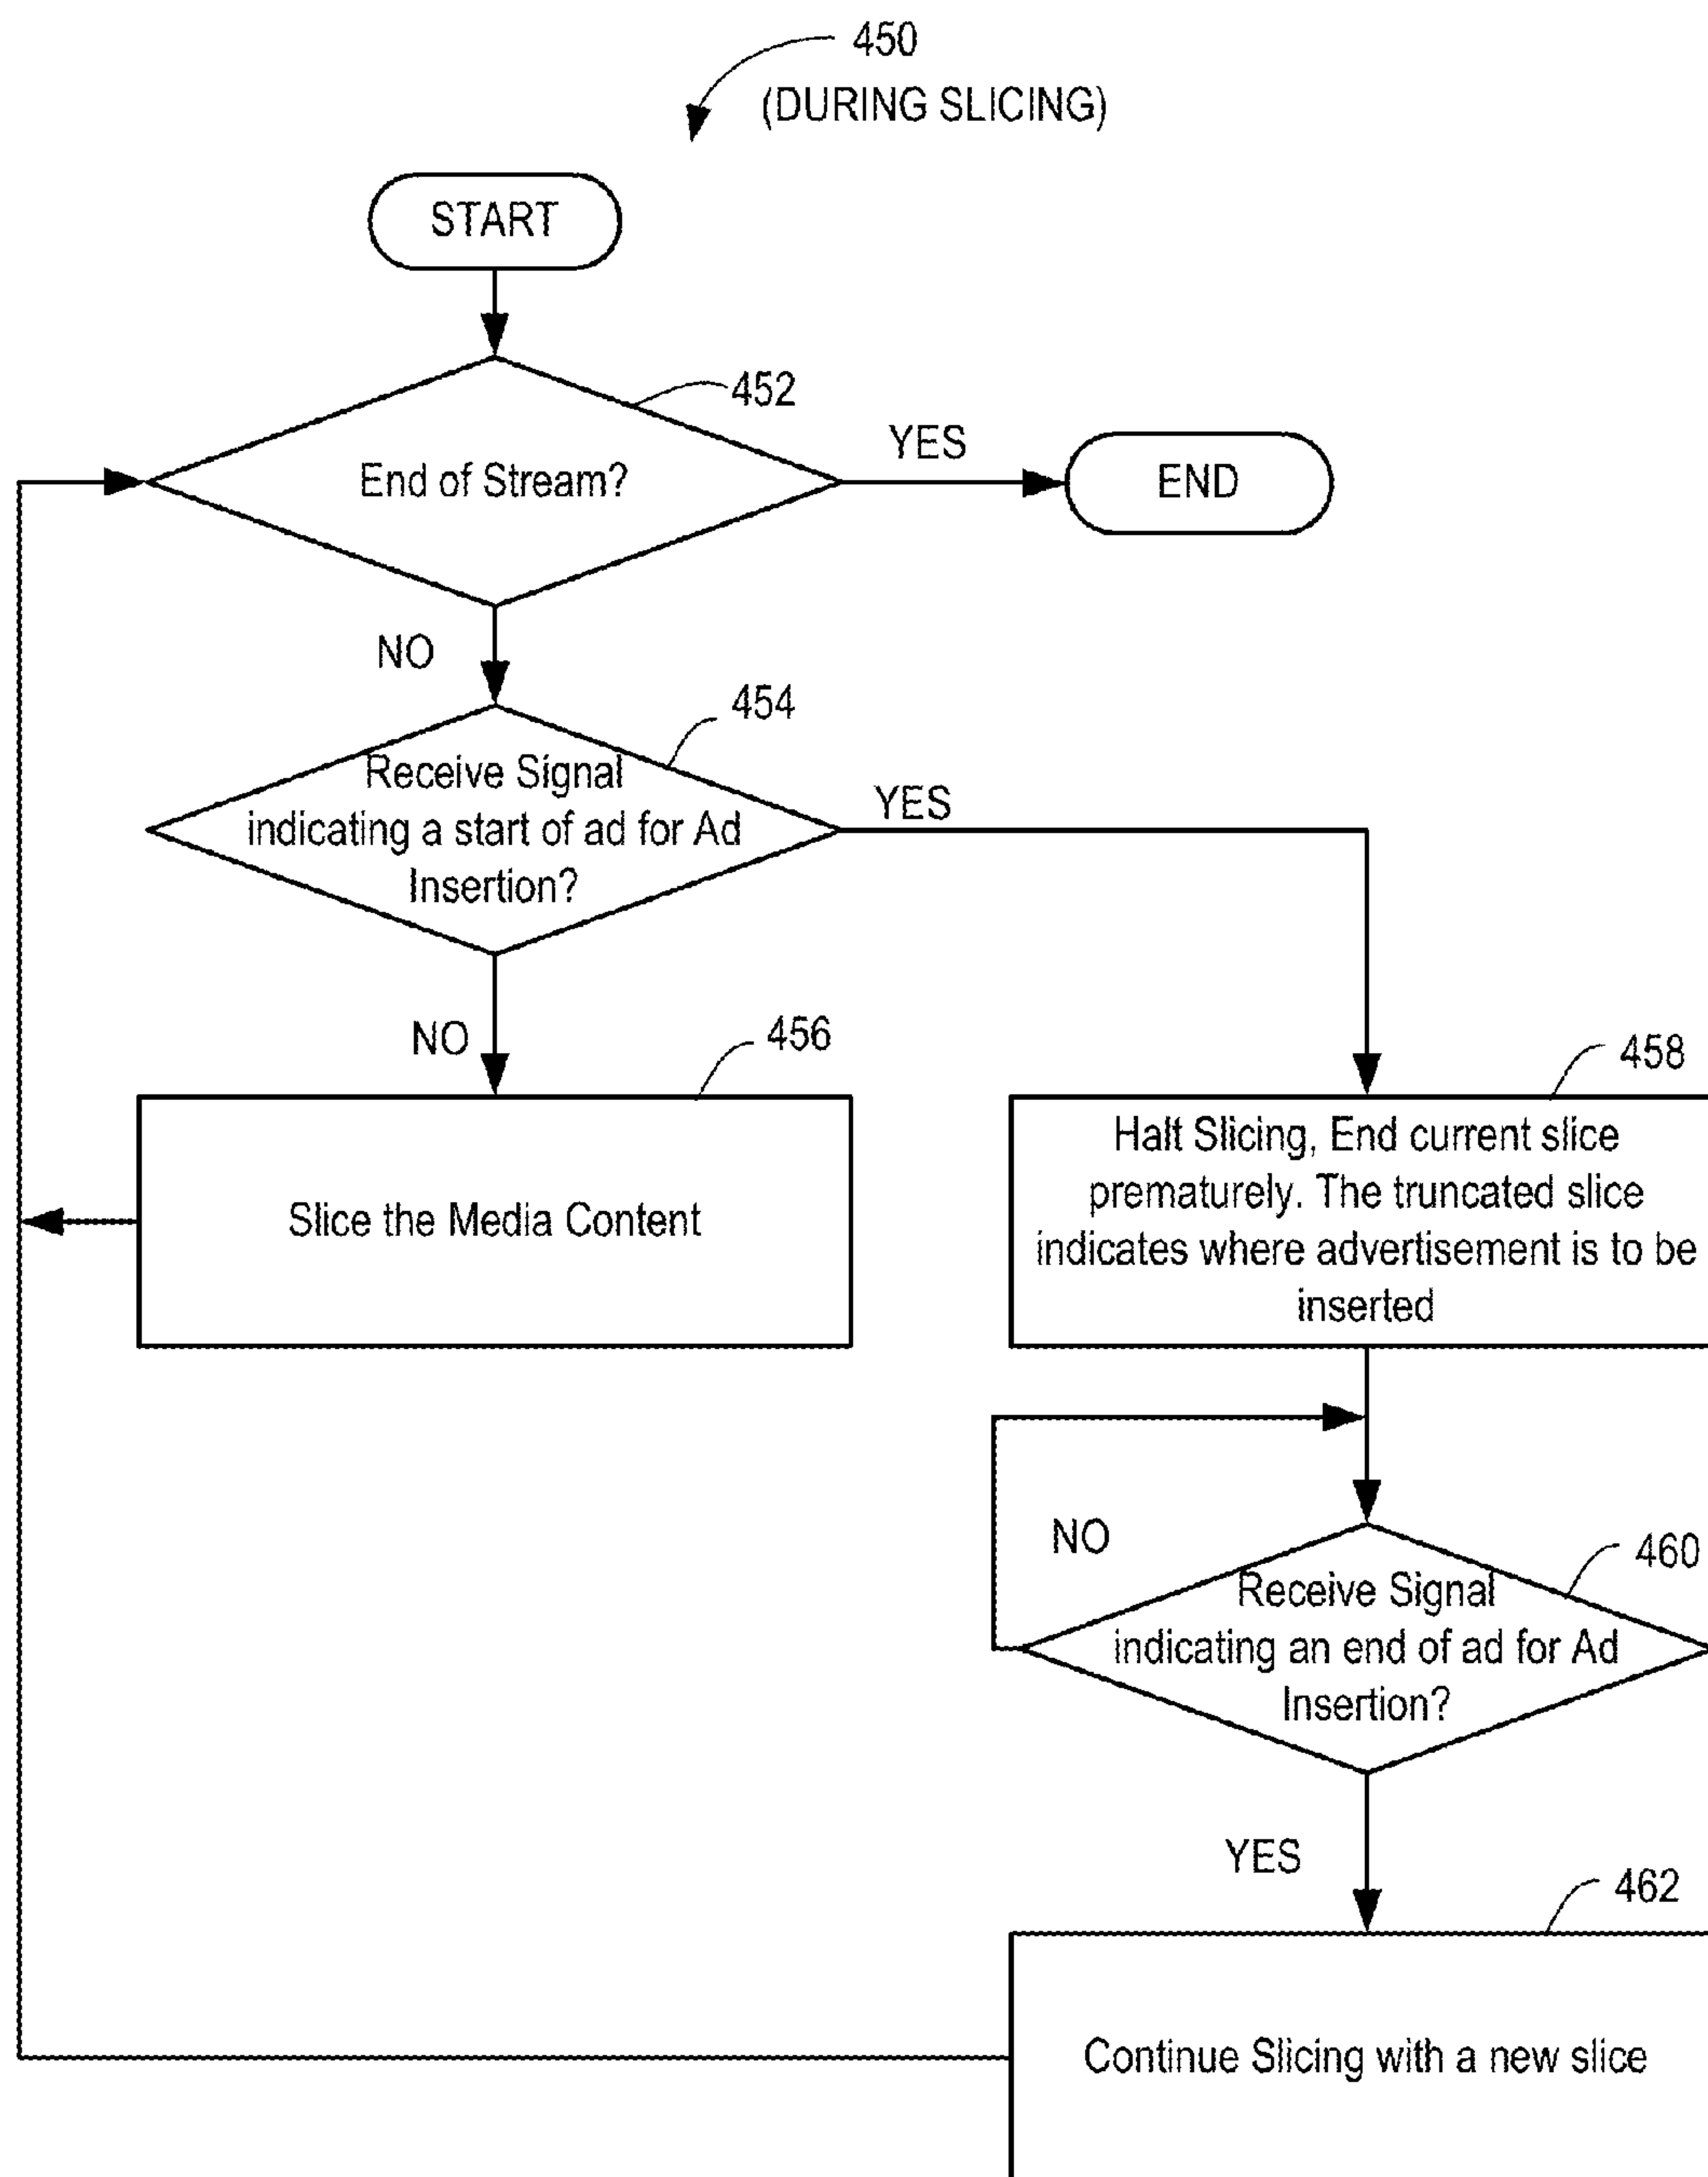 450
(DURING SLICING)
START
452
End of Stream?
YES
END
NO
454
Receive Signal
indicating a start of ad for Ad
Insertion?
YES
NO
456
Slice the Media Content
458
Halt Slicing, End current slice
prematurely. The truncated slice
indicates where advertisement is to be
inserted
NO
460
Receive Signal
indicating an end of ad for Ad
Insertion?
YES
462
Continue Slicing with a new slice